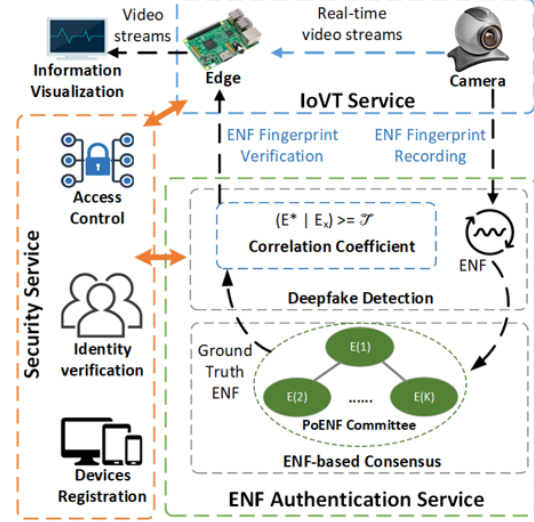 Video
streams
Real-time
video streams
Information
Visualization
Edge
Camera
IoVT Service
ENF Fingerprint
Verification
ENF Fingerprint
Recording
Security Service
Access
Control
Identity
verification
Devices
Registration
(E* | Eₓ) >= 𝒯
Correlation Coefficient
ENF
Deepfake Detection
Ground
Truth
ENF
E(1)
E(2)
......
E(K)
PoENF Committee
ENF-based Consensus
ENF Authentication Service